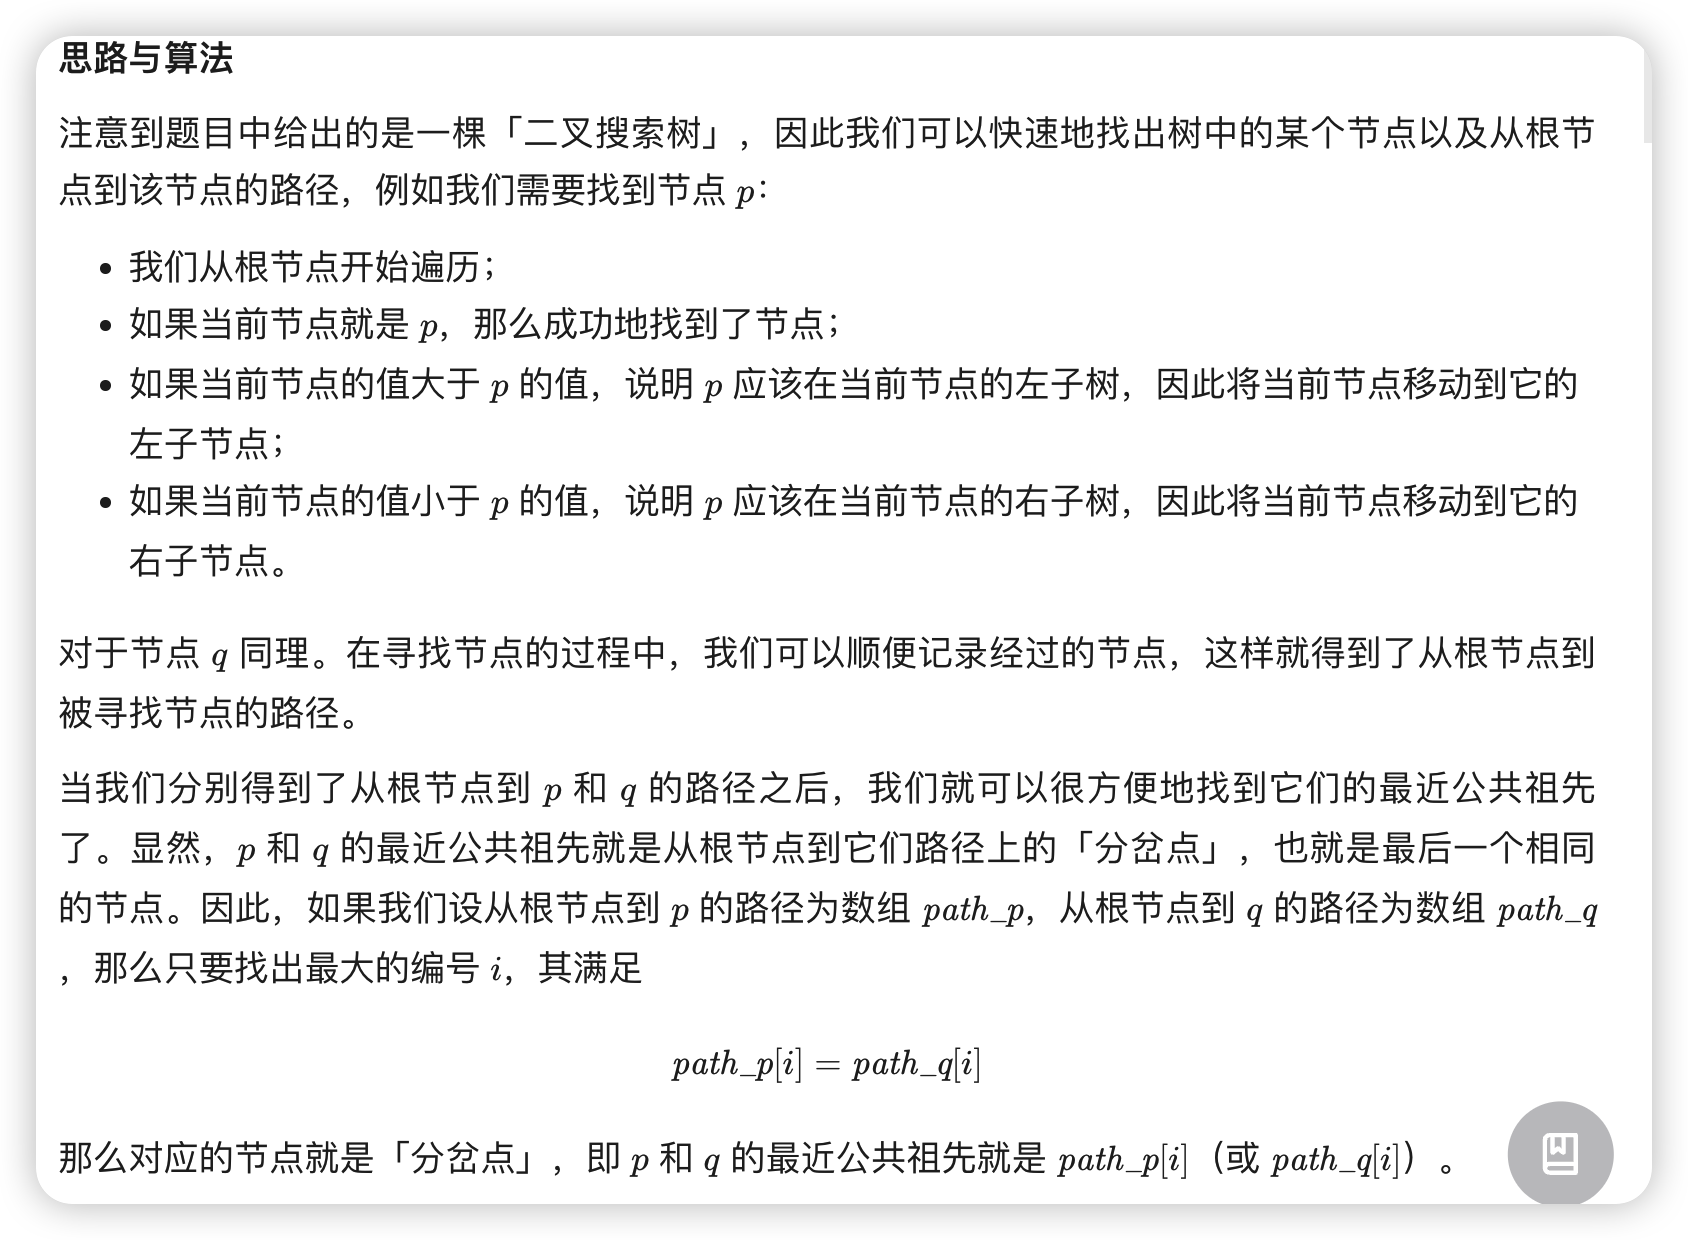 思路与算法
注意到题目中给出的是一棵「二叉搜索树」，因此我们可以快速地找出树中的某个节点以及从根节
点到该节点的路径，例如我们需要找到节点 p：
• 我们从根节点开始遍历；
• 如果当前节点就是 p，那么成功地找到了节点；
• 如果当前节点的值大于 p 的值，说明 p 应该在当前节点的左子树，因此将当前节点移动到它的
左子节点；
• 如果当前节点的值小于 p 的值，说明 p 应该在当前节点的右子树，因此将当前节点移动到它的
右子节点。
对于节点 q 同理。在寻找节点的过程中，我们可以顺便记录经过的节点，这样就得到了从根节点到
被寻找节点的路径。
当我们分别得到了从根节点到 p 和 q 的路径之后，我们就可以很方便地找到它们的最近公共祖先
了。显然，p 和 q 的最近公共祖先就是从根节点到它们路径上的「分岔点」，也就是最后一个相同
的节点。因此，如果我们设从根节点到 p 的路径为数组 path_p，从根节点到 q 的路径为数组 path_q
，那么只要找出最大的编号 i，其满足
path_p[i] = path_q[i]
那么对应的节点就是「分岔点」，即 p 和 q 的最近公共祖先就是 path_p[i]（或 path_q[i]）。